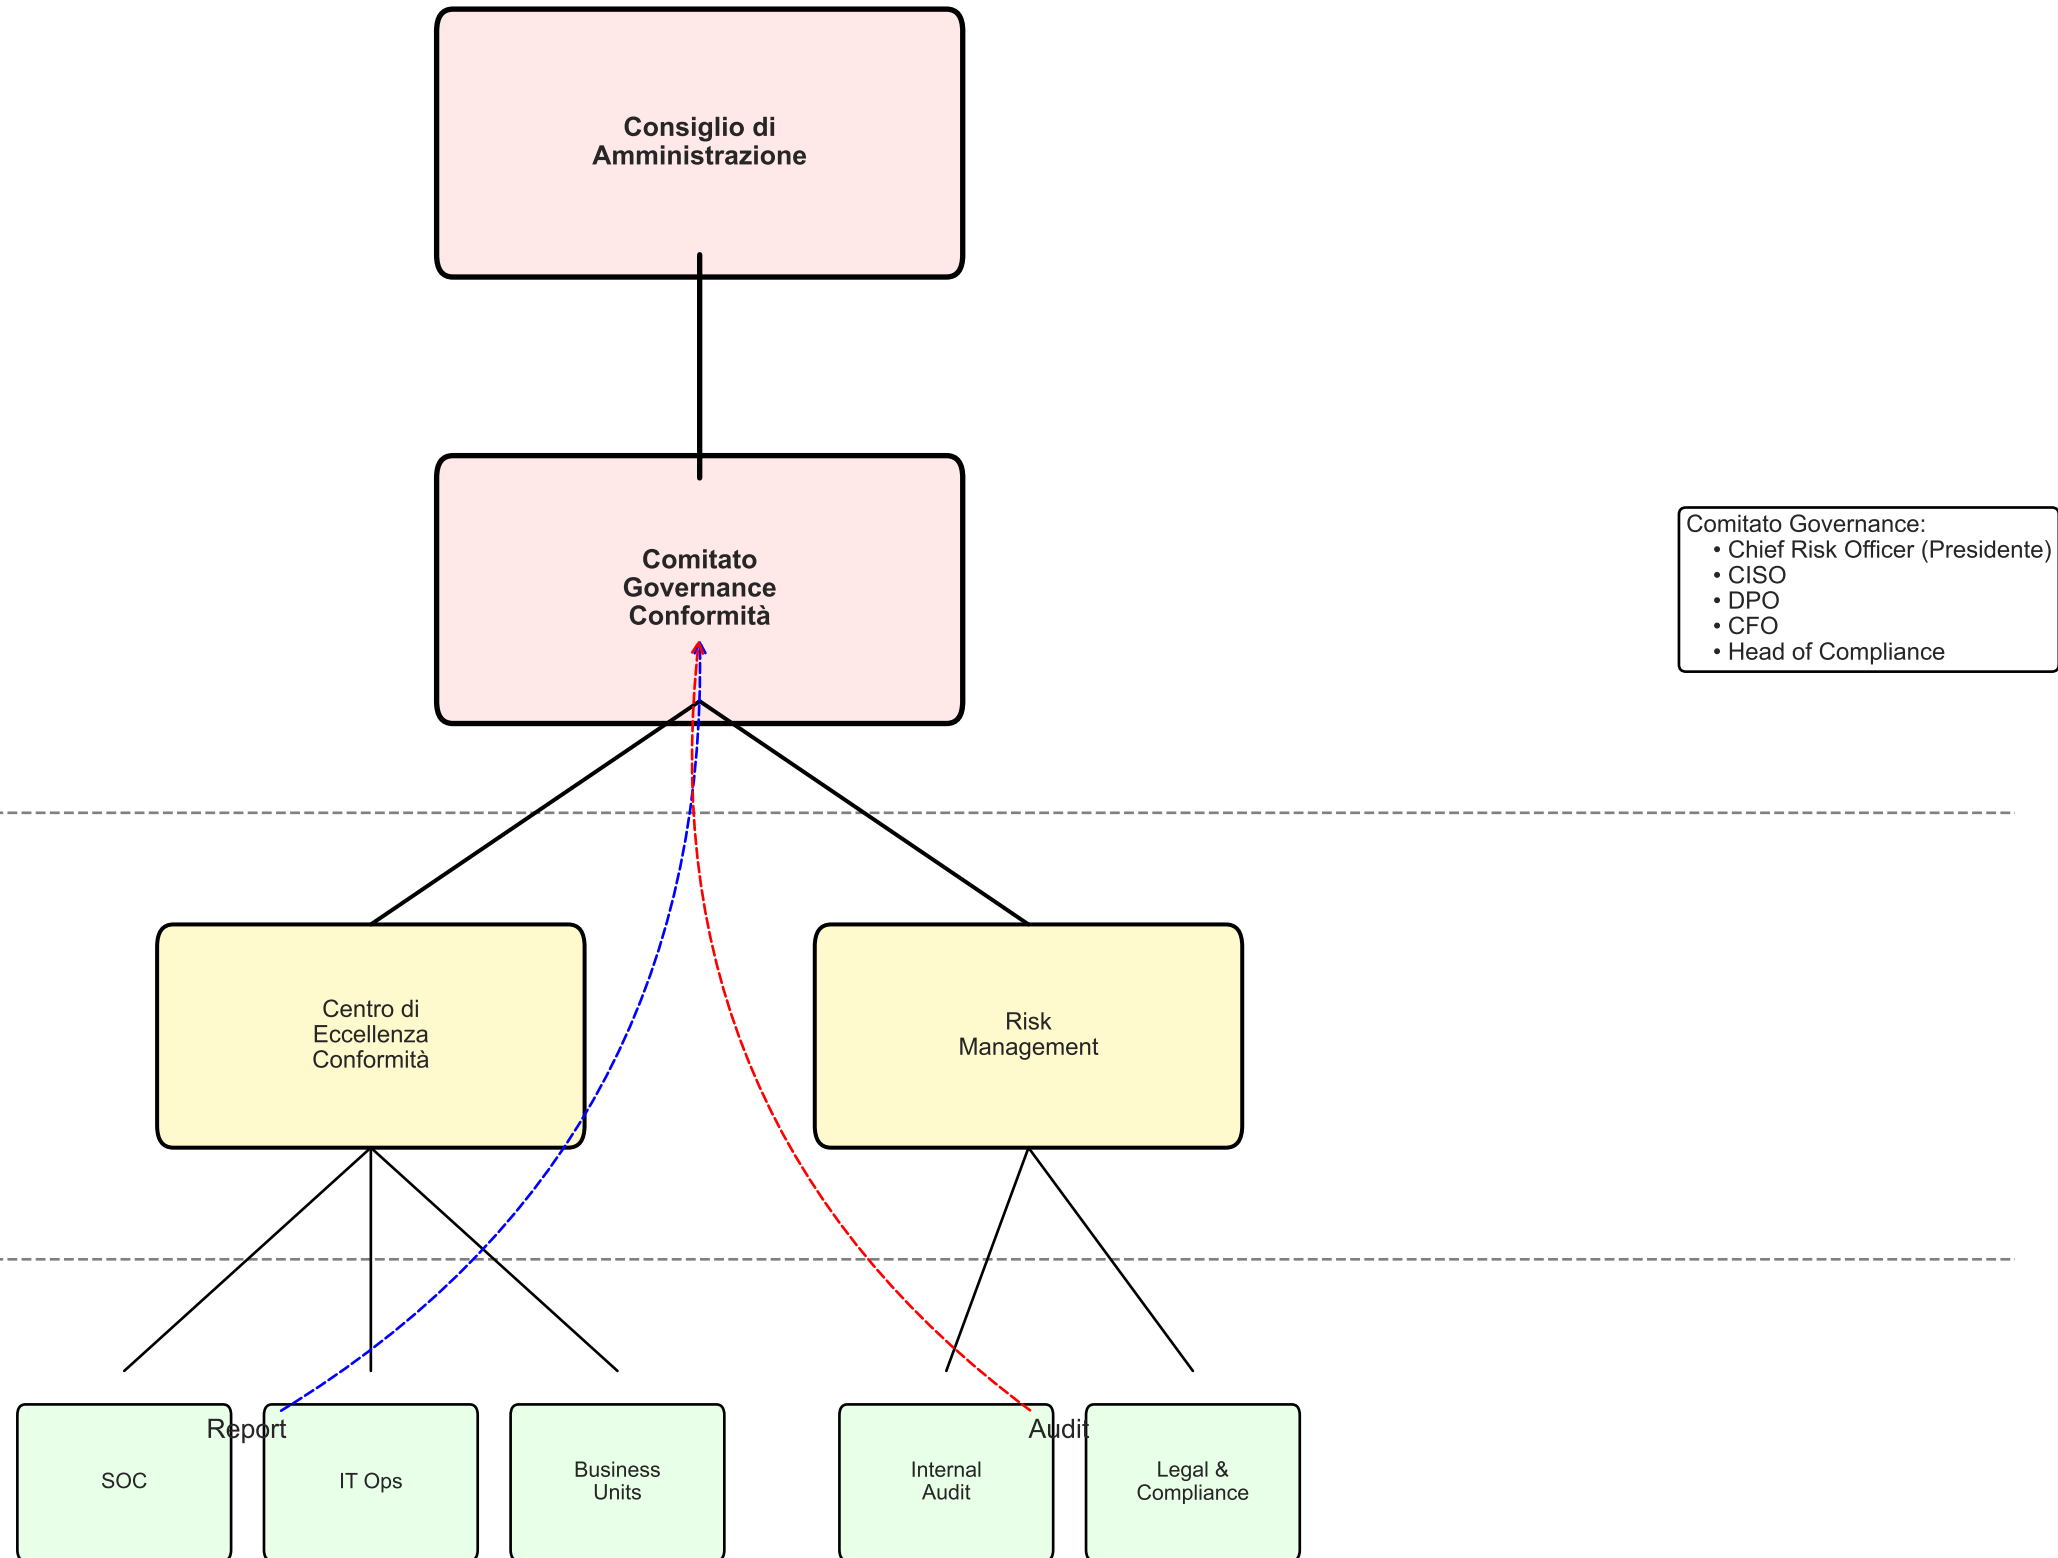 Consiglio di
Amministrazione
Comitato
Governance
Conformità
Comitato Governance:
• Chief Risk Officer (Presidente)
• CISO
• DPO
• CFO
• Head of Compliance
Centro di
Eccellenza
Conformità
Risk
Management
Report
Audit
SOC
IT Ops
Business
Units
Internal
Audit
Legal &
Compliance